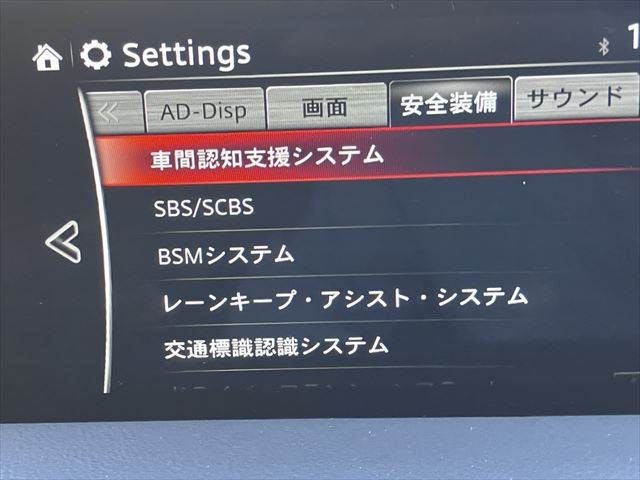 Settings
AD-Disp 画面 安全装備 サウンド
車間認知支援システム
SBS/SCBS
BSMシステム
レーンキープ・アシスト・システム
交通標識認識システム